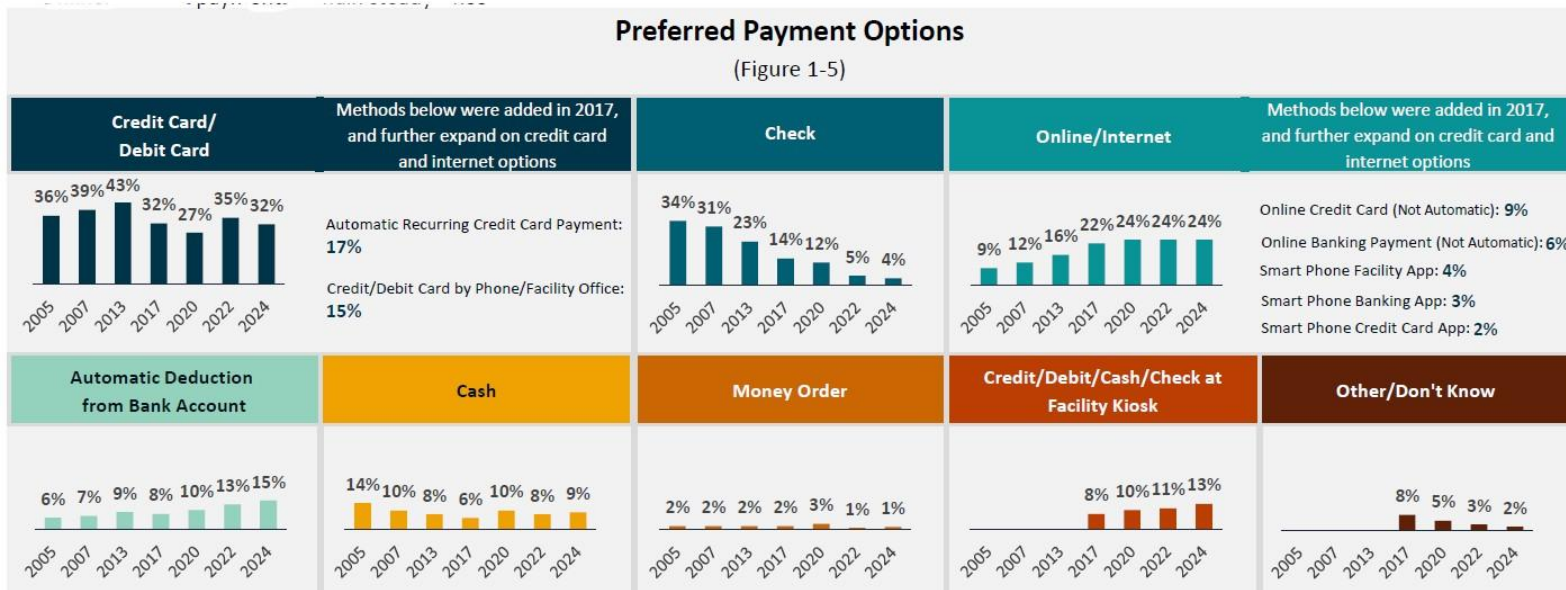 Preferred Payment Options
(Figure 1-5)
Credit Card/
Debit Card
Methods below were added in 2017,
and further expand on credit card
and internet options
Check
Online/Internet
Methods below were added in 2017,
and further expand on credit card and
internet options
36% 39% 43% 32% 27% 35% 32%
2005 2007 2013 2017 2020 2022 2024
Automatic Recurring Credit Card Payment:
17%
Credit/Debit Card by Phone/Facility Office:
15%
34% 31% 23% 14% 12% 5% 4%
2005 2007 2013 2017 2020 2022 2024
9% 12% 16% 22% 24% 24% 24%
2005 2007 2013 2017 2020 2022 2024
Online Credit Card (Not Automatic): 9%
Online Banking Payment (Not Automatic): 6%
Smart Phone Facility App: 4%
Smart Phone Banking App: 3%
Smart Phone Credit Card App: 2%
Automatic Deduction
from Bank Account
Cash
Money Order
Credit/Debit/Cash/Check at
Facility Kiosk
Other/Don't Know
6% 7% 9% 8% 10% 13% 15%
2005 2007 2013 2017 2020 2022 2024
14% 10% 8% 6% 10% 8% 9%
2005 2007 2013 2017 2020 2022 2024
2% 2% 2% 2% 3% 1% 1%
2005 2007 2013 2017 2020 2022 2024
8% 10% 11% 13%
2005 2007 2013 2017 2020 2022 2024
8% 5% 3% 2%
2005 2007 2013 2017 2020 2022 2024